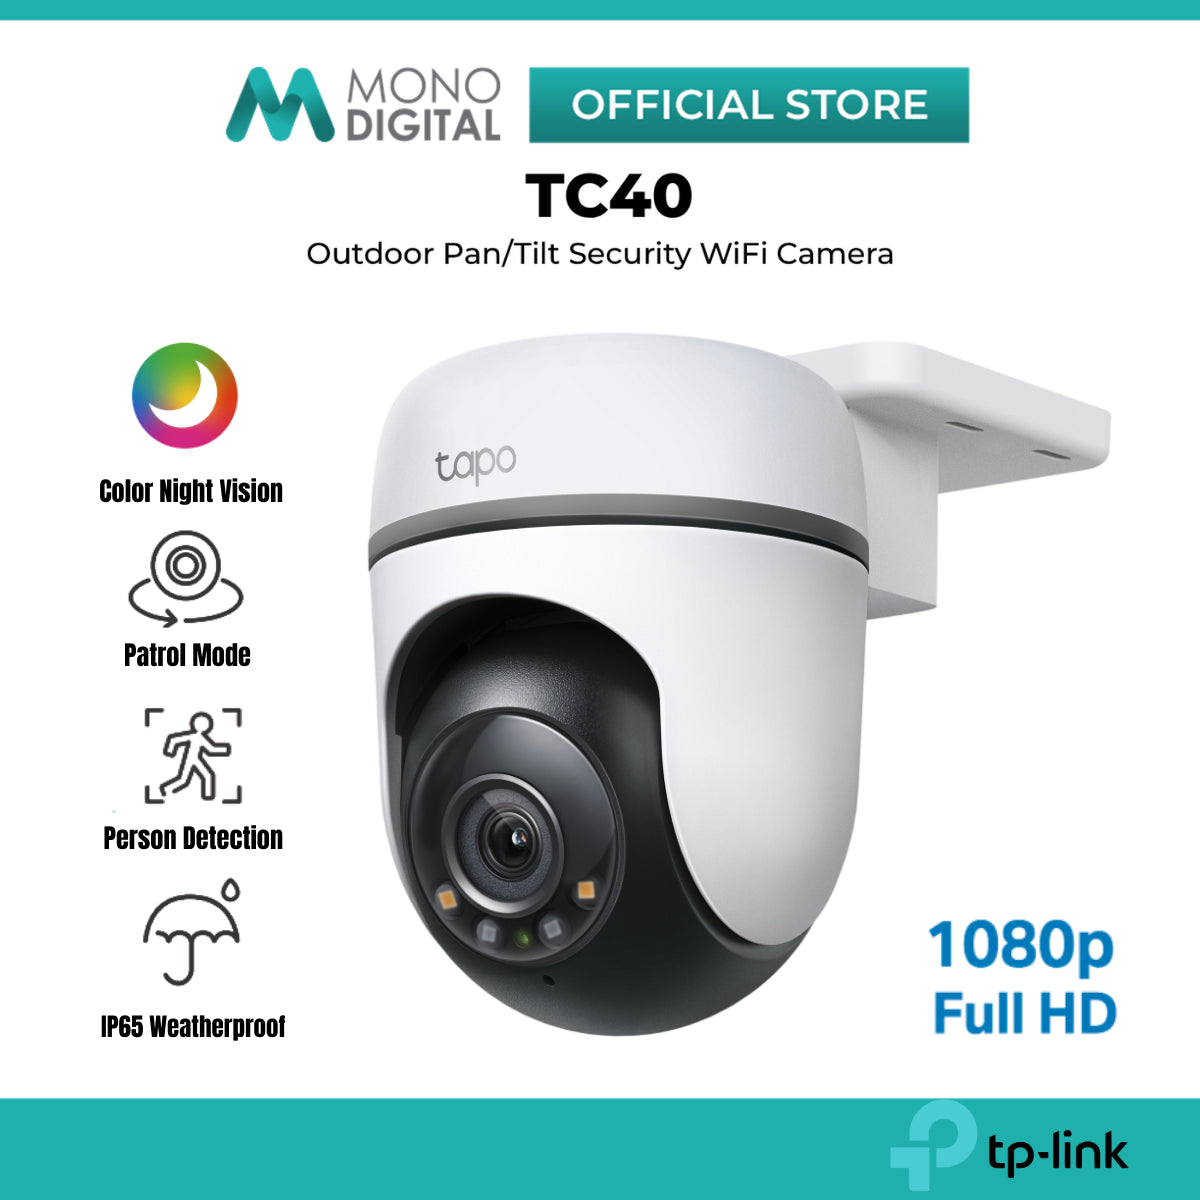 MONO
DIGITAL
OFFICIAL STORE
TC40
Outdoor Pan/Tilt Security WiFi Camera
tapo
Color Night Vision
Patrol Mode
Person Detection
IP65 Weatherproof
1080p
Full HD
tp-link